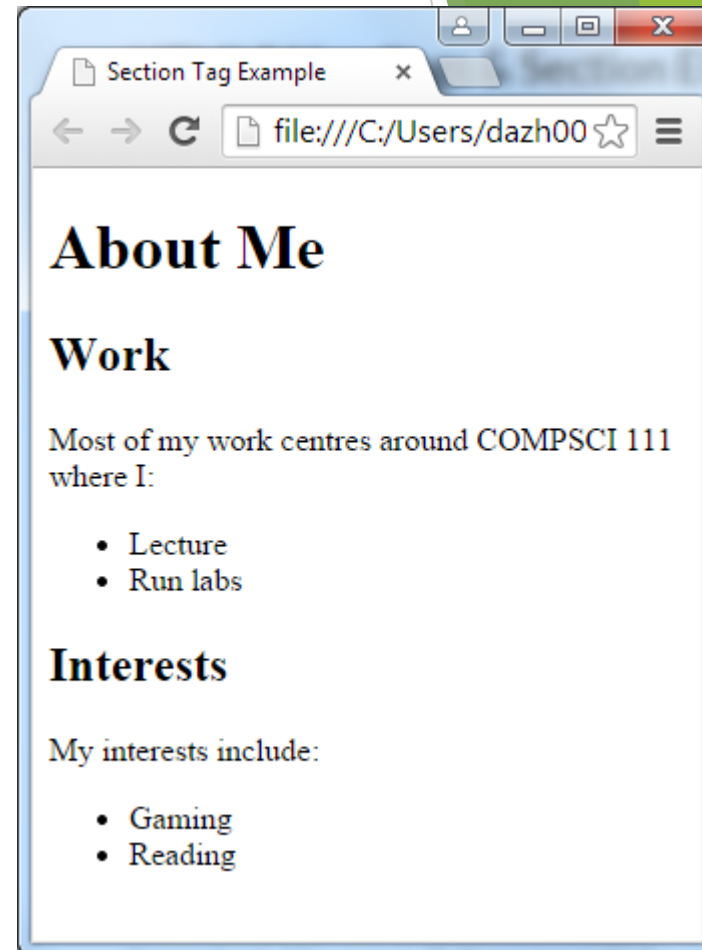 Section Tag Example
file:///C:/Users/dazh00
About Me
Work
Most of my work centres around COMPSCI 111
where I:
• Lecture
• Run labs
Interests
My interests include:
• Gaming
• Reading